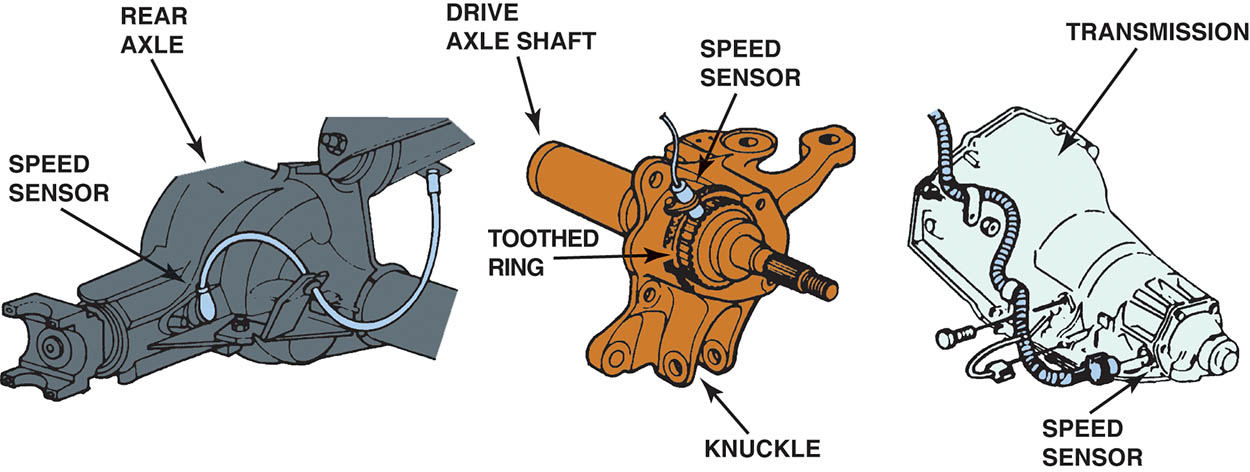 REAR
AXLE
SPEED
SENSOR
DRIVE
AXLE SHAFT
SPEED
SENSOR
TOOTHED
RING
KNUCKLE
TRANSMISSION
SPEED
SENSOR